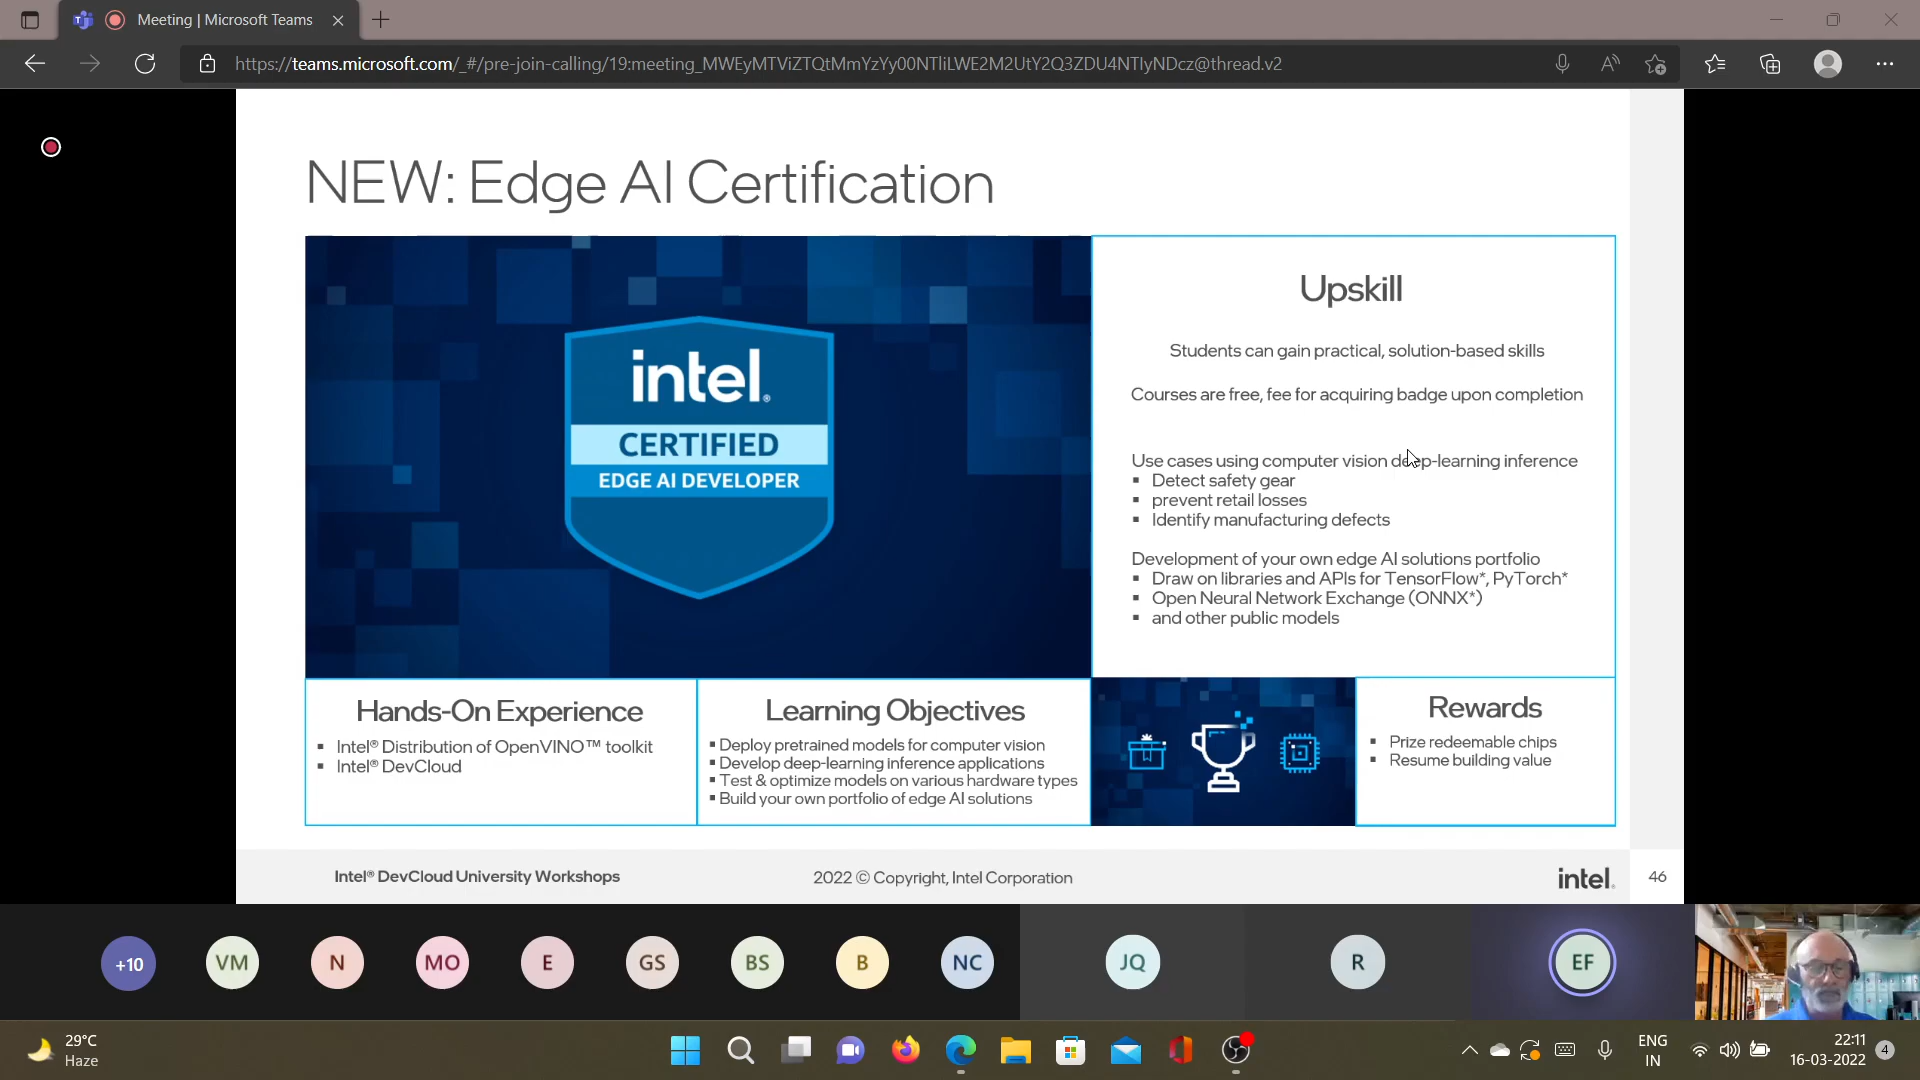 Meeting | Microsoft Teams
https://teams.microsoft.com/_#/pre-join-calling/19:meeting_MWEyMTViZTQtMmYzYy00NTliLWE2M2UtY2Q3ZDU4NTIyNDcz@thread.v2
NEW: Edge AI Certification
intel.
CERTIFIED
EDGE AI DEVELOPER
Upskill
Students can gain practical, solution-based skills
Courses are free, fee for acquiring badge upon completion
Use cases using computer vision deep-learning inference
▪ Detect safety gear
▪ prevent retail losses
▪ Identify manufacturing defects
Development of your own edge AI solutions portfolio
▪ Draw on libraries and APIs for TensorFlow*, PyTorch*
▪ Open Neural Network Exchange (ONNX*)
▪ and other public models
Hands-On Experience
▪ Intel® Distribution of OpenVINO™ toolkit
▪ Intel® DevCloud
Learning Objectives
▪ Deploy pretrained models for computer vision
▪ Develop deep-learning inference applications
▪ Test & optimize models on various hardware types
▪ Build your own portfolio of edge AI solutions
Rewards
▪ Prize redeemable chips
▪ Resume building value
Intel® DevCloud University Workshops
2022 © Copyright, Intel Corporation
intel.
46
+10
VM
N
MO
E
GS
BS
B
NC
JQ
R
EF
29°C
Haze
ENG
IN
22:11
16-03-2022
4